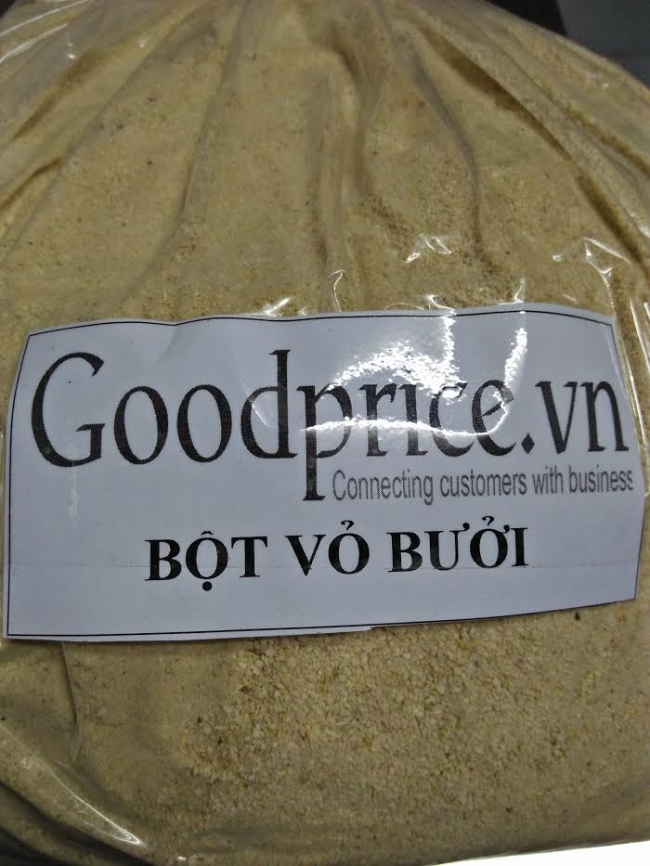 Goodprice.vn
Connecting customers with business
BỘT VỎ BƯỞI